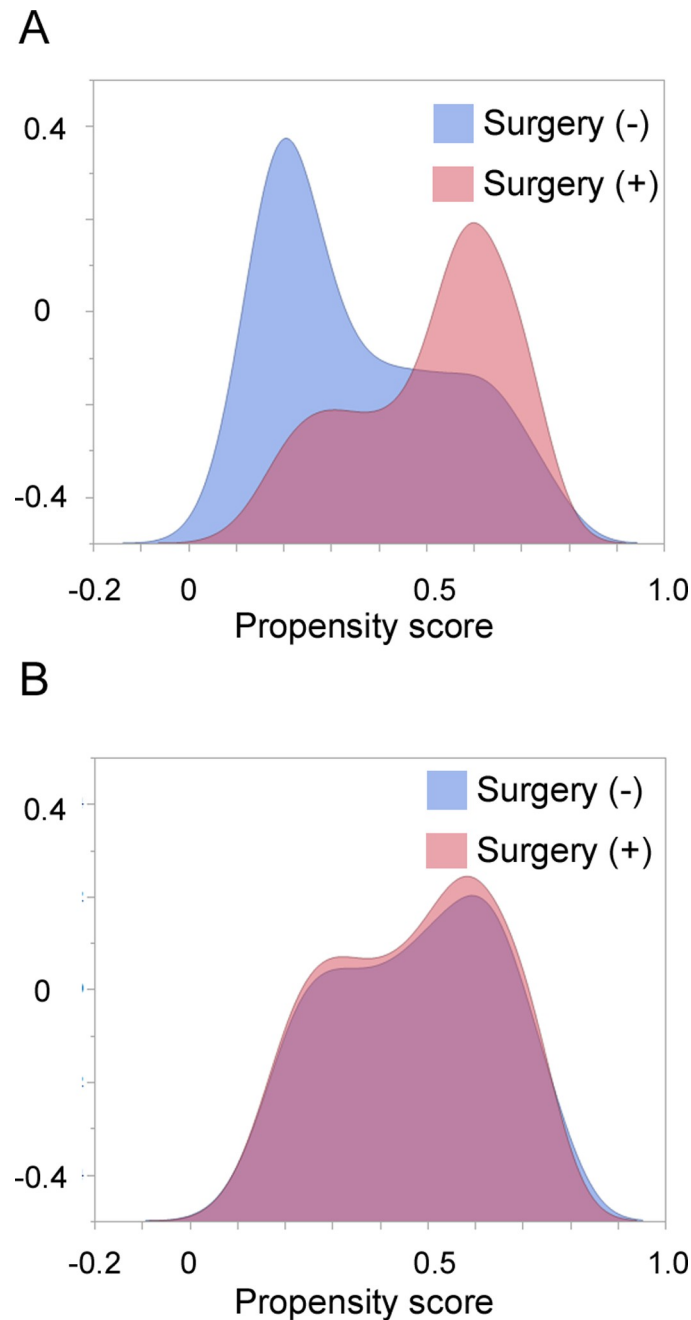 A
0.4
0
-0.4
Surgery (-)
Surgery (+)
-0.2 0 0.5 1.0
Propensity score
B
0.4
0
-0.4
Surgery (-)
Surgery (+)
-0.2 0 0.5 1.0
Propensity score